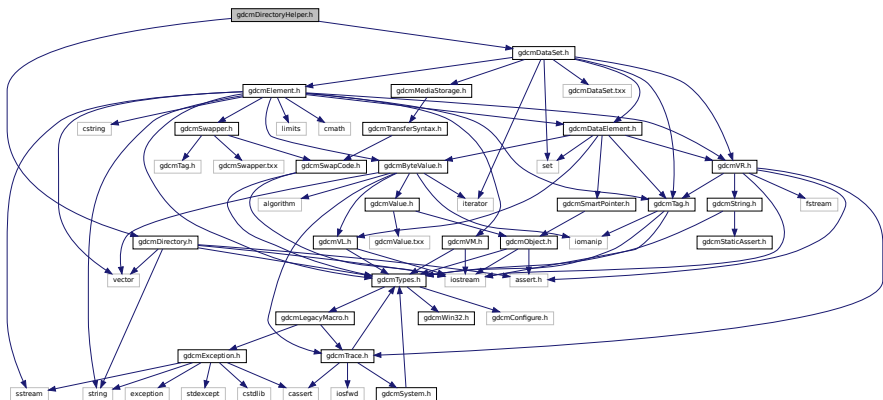 gdcmDirectoryHelper.h
gdcmDataSet.h
gdcmElement.h
gdcmMediaStorage.h
gdcmDataSet.txx
cstring
gdcmSwapper.h
limits
cmath
gdcmTransferSyntax.h
gdcmDataElement.h
gdcmTag.h
gdcmSwapper.txx
gdcmSwapCode.h
gdcmByteValue.h
set
gdcmVR.h
algorithm
gdcmValue.h
iterator
gdcmSmartPointer.h
gdcmTag.h
gdcmString.h
fstream
gdcmDirectory.h
gdcmVL.h
gdcmValue.txx
gdcmVM.h
gdcmObject.h
iomanip
gdcmStaticAssert.h
vector
gdcmTypes.h
iostream
assert.h
gdcmLegacyMacro.h
gdcmWin32.h
gdcmConfigure.h
gdcmException.h
gdcmTrace.h
sstream
string
exception
stdexcept
cstdlib
cassert
iosfwd
gdcmSystem.h